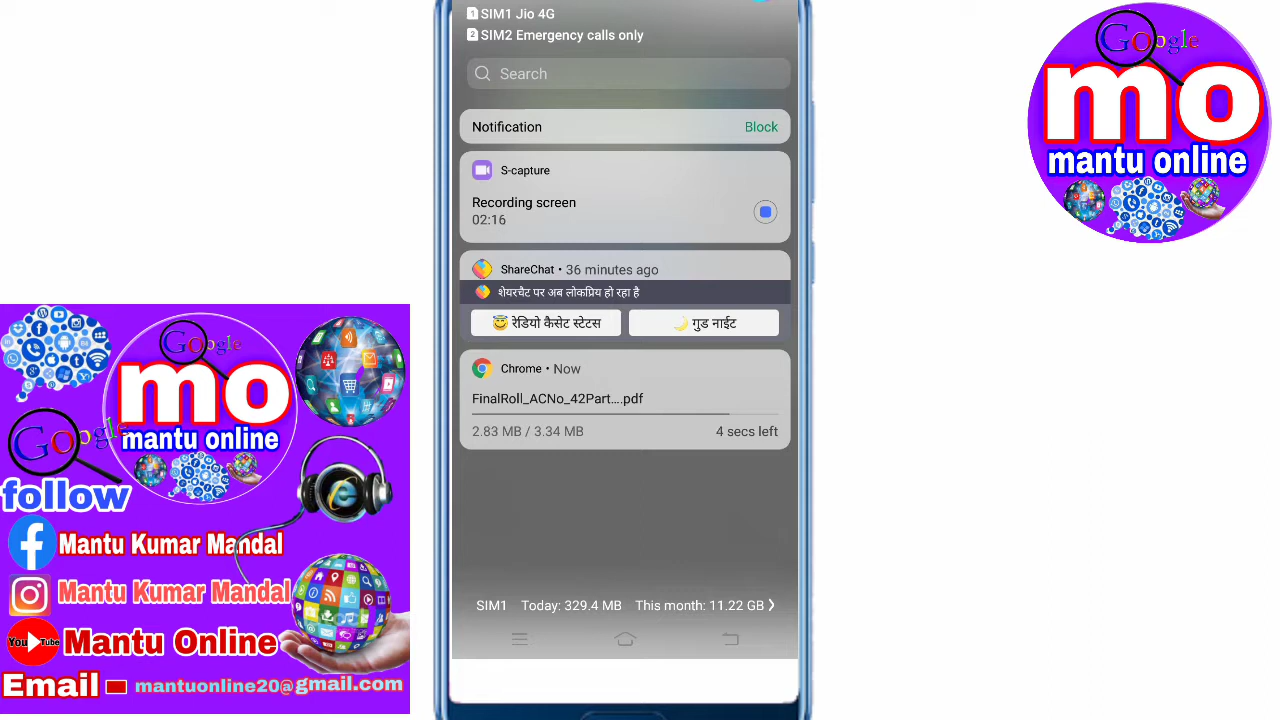 1 SIM1 Jio 4G
2 SIM2 Emergency calls only
Search
Notification Block
S-capture
Recording screen
02:16
ShareChat • 36 minutes ago
शेयरचैट पर अब लोकप्रिय हो रहा है
😇 रेडियो कैसेट स्टेटस 🌙 गुड नाईट
Chrome • Now
FinalRoll_ACNo_42Part....pdf
2.83 MB / 3.34 MB 4 secs left
SIM1 Today: 329.4 MB This month: 11.22 GB
Google
mo
mantu online
Google
mo
mantu online
Google
follow
Mantu Kumar Mandal
Mantu Kumar Mandal
YouTube Mantu Online
Email mantuonline20@gmail.com